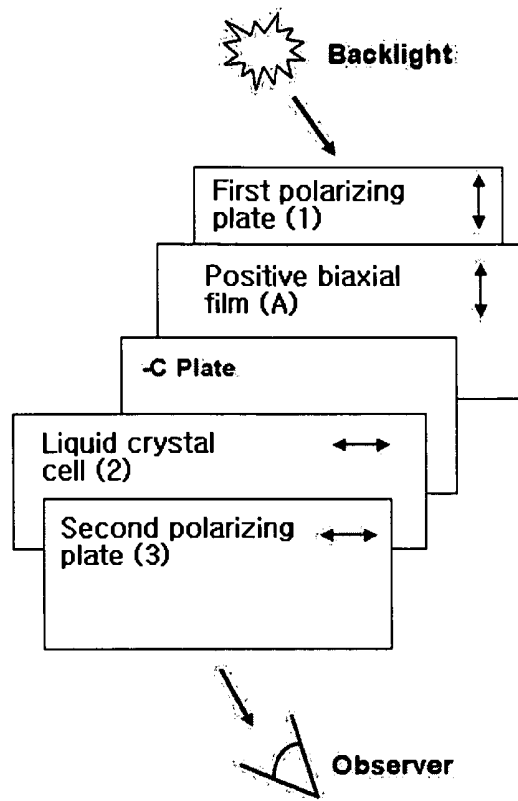 Backlight
First polarizing
plate (1)
Positive biaxial
film (A)
-C Plate
Liquid crystal
cell (2)
Second polarizing
plate (3)
Observer